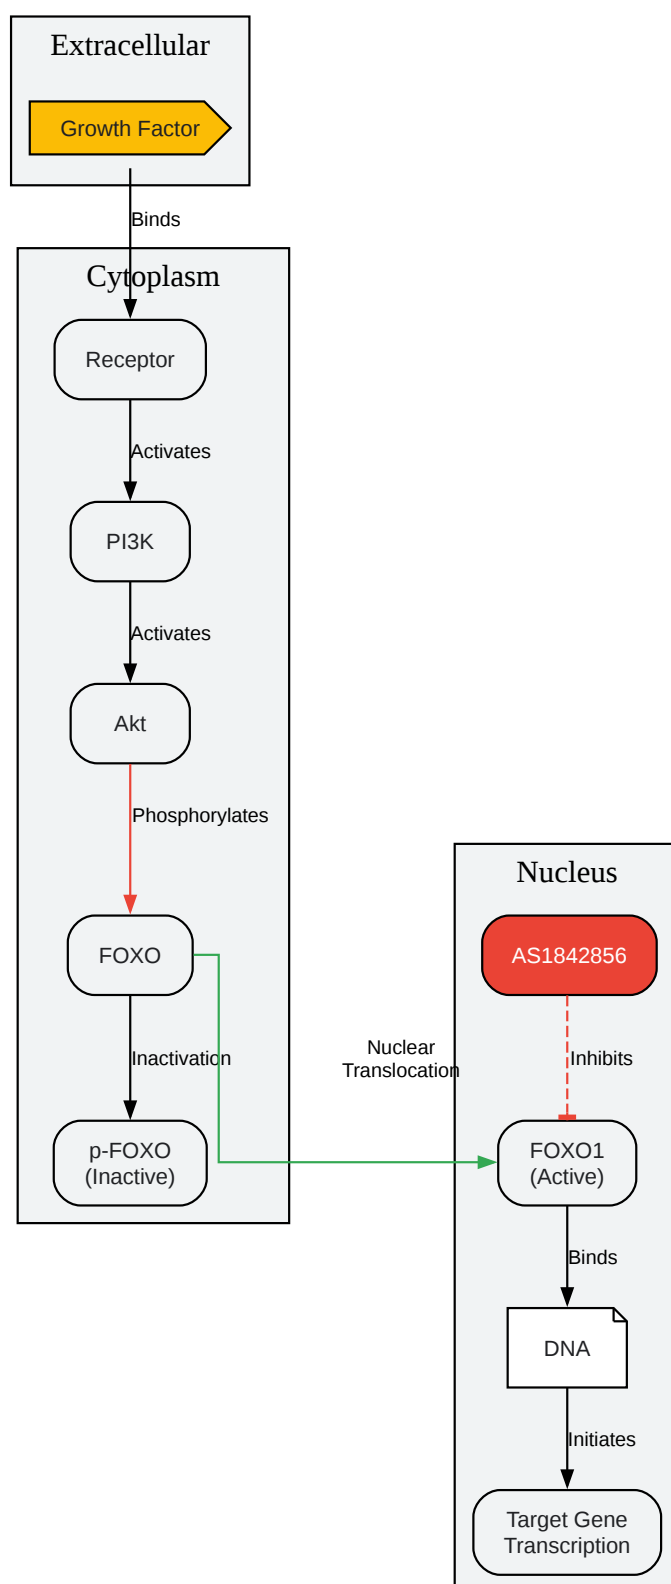 Extracellular
Growth Factor
Binds
Cytoplasm
Receptor
Activates
PI3K
Activates
Akt
Phosphorylates
FOXO
Inactivation
p-FOXO
(Inactive)
Nuclear
Translocation
Nucleus
AS1842856
Inhibits
FOXO1
(Active)
Binds
DNA
Initiates
Target Gene
Transcription